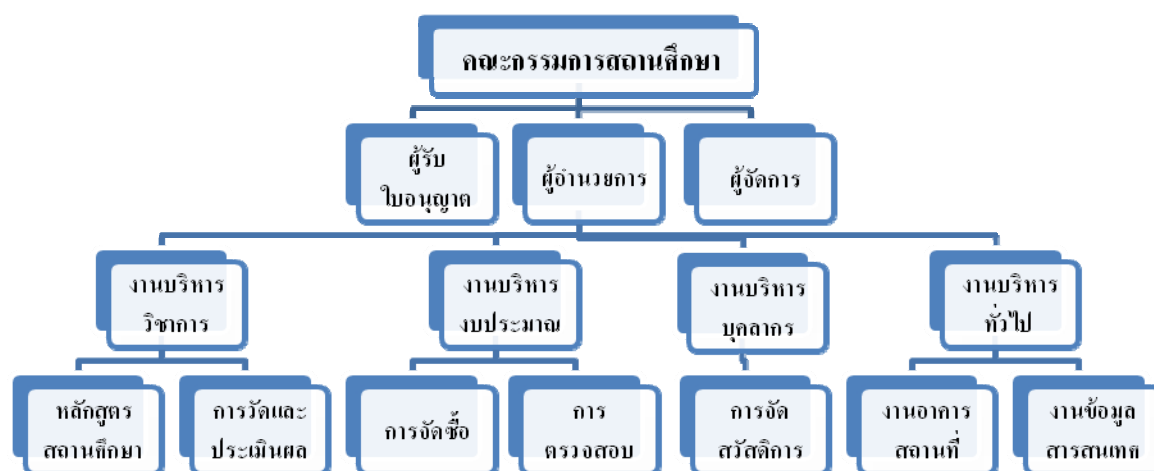 คณะกรรมการสถานศึกษา
ผู้รับ
ใบอนุญาต
ผู้อำนวยการ
ผู้จัดการ
งานบริหาร
วิชาการ
งานบริหาร
งบประมาณ
งานบริหาร
บุคลากร
งานบริหาร
ทั่วไป
หลักสูตร
สถานศึกษา
การวัดและ
ประเมินผล
การจัดซื้อ
การ
ตรวจสอบ
การจัด
สวัสดิการ
งานอาคาร
สถานที่
งานข้อมูล
สารสนเทศ